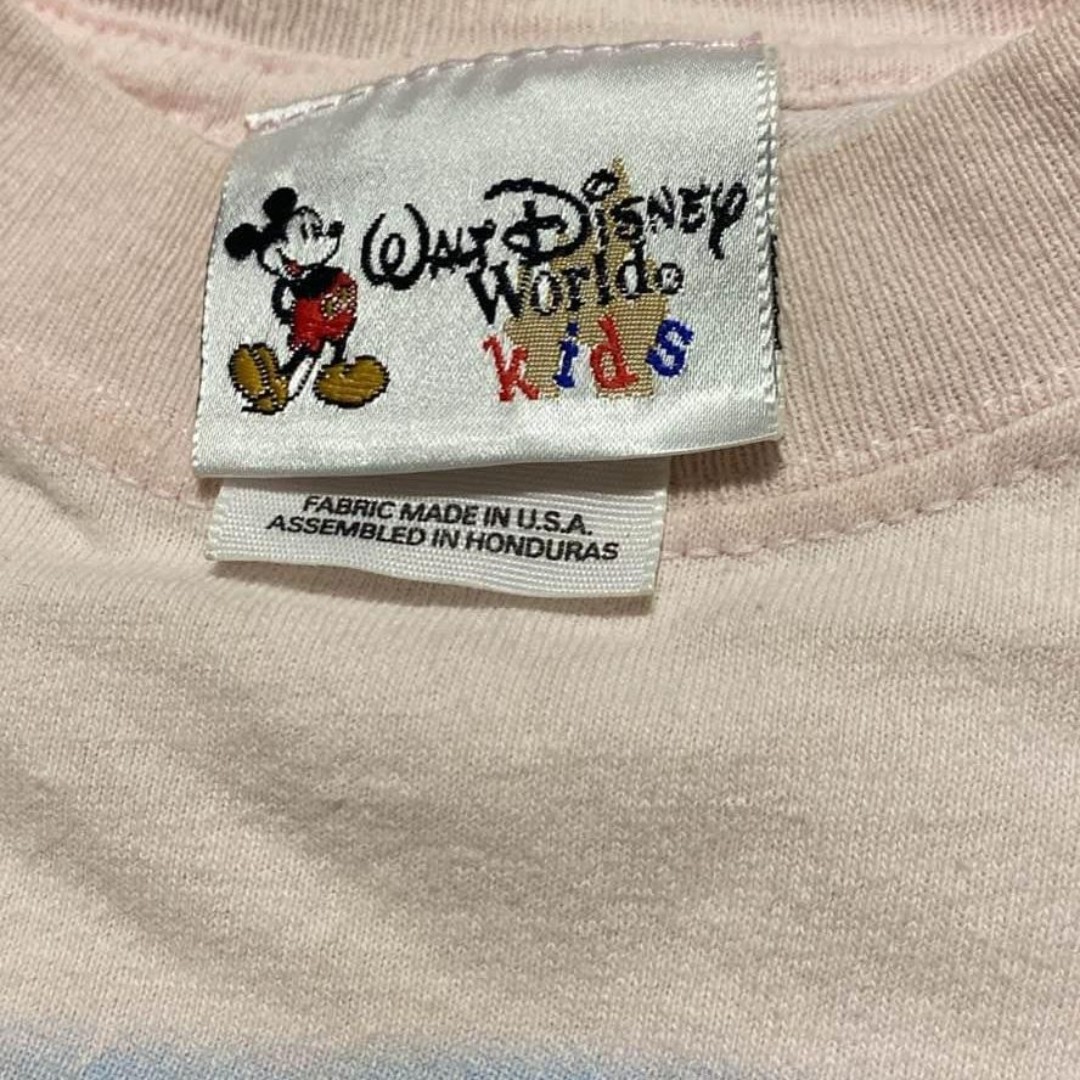 WALT DISNEY
World®
kids
FABRIC MADE IN U.S.A.
ASSEMBLED IN HONDURAS